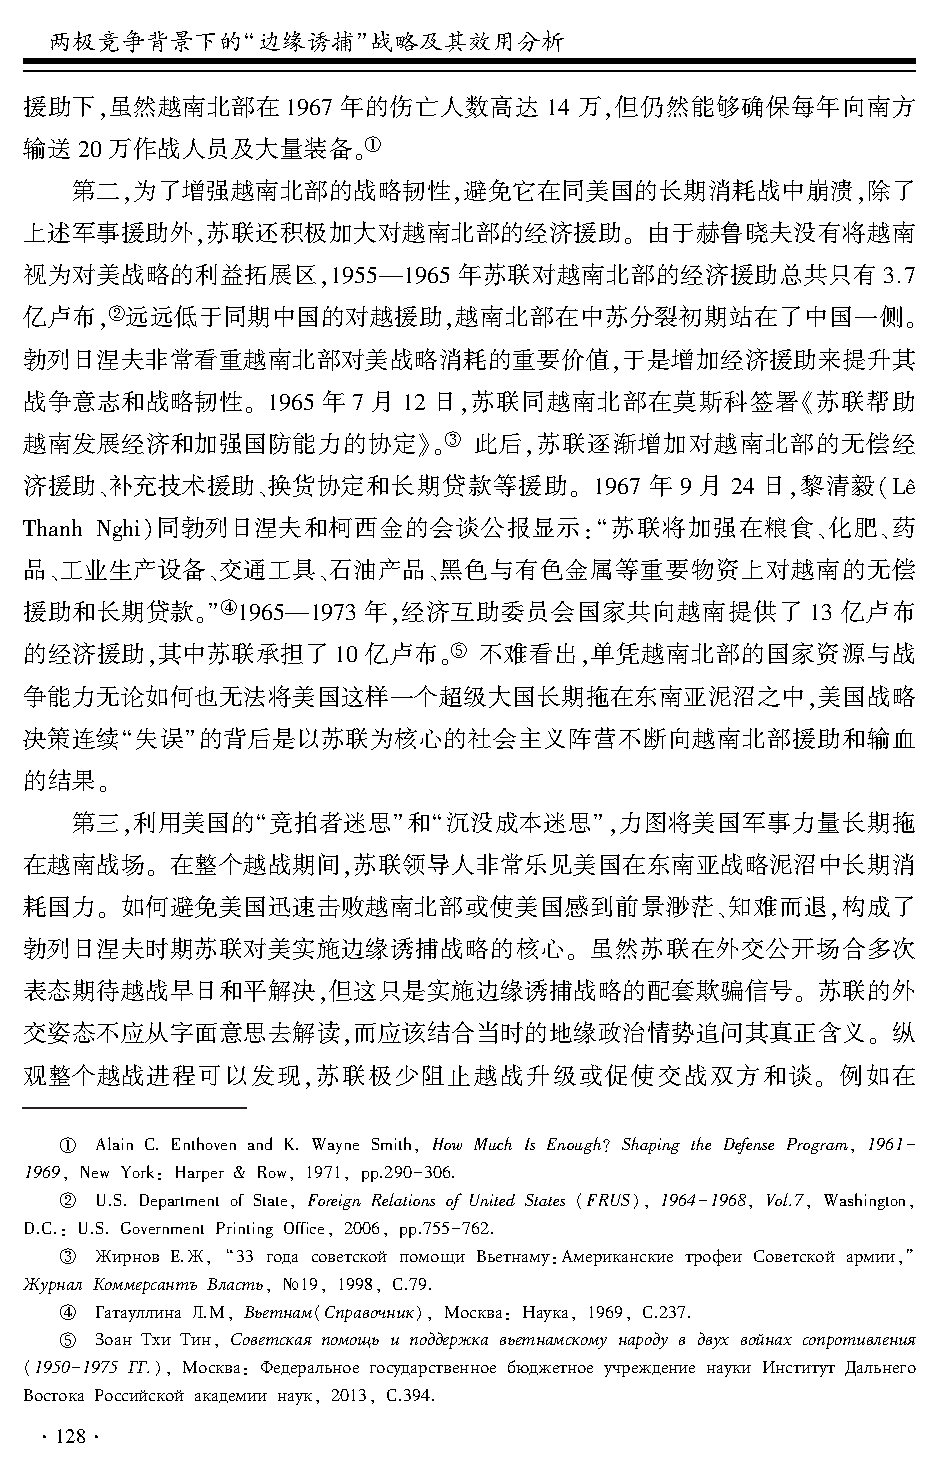 两极竞争背景下的“边缘诱捕”战略及其效用分析
援助下,虽然越南北部在1967 年的伤亡人数高达 14 万,但仍然能够确保每年向南方
输送 20 万作战人员及大量装备。①
第二,为了增强越南北部的战略韧性,避免它在同美国的长期消耗战中崩溃,除了
上述军事援助外,苏联还积极加大对越南北部的经济援助。由于赫鲁晓夫没有将越南
视为对美战略的利益拓展区,1955—1965 年苏联对越南北部的经济援助总共只有 3.7
亿卢布,②远远低于同期中国的对越援助,越南北部在中苏分裂初期站在了中国一侧。
勃列日涅夫非常看重越南北部对美战略消耗的重要价值,于是增加经济援助来提升其
战争意志和战略韧性。1965 年 7 月 12 日,苏联同越南北部在莫斯科签署《苏联帮助
越南发展经济和加强国防能力的协定》。③ 此后,苏联逐渐增加对越南北部的无偿经
济援助、补充技术援助、换货协定和长期贷款等援助。1967 年 9 月 24 日,黎清毅(Lê
Thanh Nghi)同勃列日涅夫和柯西金的会谈公报显示:“苏联将加强在粮食、化肥、药
品、工业生产设备、交通工具、石油产品、黑色与有色金属等重要物资上对越南的无偿
援助和长期贷款。”④1965—1973 年,经济互助委员会国家共向越南提供了 13 亿卢布
的经济援助,其中苏联承担了 10 亿卢布。⑤ 不难看出,单凭越南北部的国家资源与战
争能力无论如何也无法将美国这样一个超级大国长期拖在东南亚泥沼之中,美国战略
决策连续“失误”的背后是以苏联为核心的社会主义阵营不断向越南北部援助和输血
的结果。
第三,利用美国的“竞拍者迷思”和“沉没成本迷思”,力图将美国军事力量长期拖
在越南战场。在整个越战期间,苏联领导人非常乐见美国在东南亚战略泥沼中长期消
耗国力。如何避免美国迅速击败越南北部或使美国感到前景渺茫、知难而退,构成了
勃列日涅夫时期苏联对美实施边缘诱捕战略的核心。虽然苏联在外交公开场合多次
表态期待越战早日和平解决,但这只是实施边缘诱捕战略的配套欺骗信号。苏联的外
交姿态不应从字面意思去解读,而应该结合当时的地缘政治情势追问其真正含义。纵
观整个越战进程可以发现,苏联极少阻止越战升级或促使交战双方和谈。例如在
① Alain C. Enthoven and K. Wayne Smith, How Much Is Enough? Shaping the Defense Program, 1961-
1969, New York: Harper & Row, 1971, pp.290-306.
② U.S. Department of State, Foreign Relations of United States (FRUS), 1964-1968, Vol.7, Washington,
D.C.: U.S. Government Printing Office, 2006, pp.755-762.
③ Жирнов Е.Ж, “33 года советской помощи Вьетнаму:Американские трофеи Советской армии,”
Журнал Коммерсантъ Власть, №19, 1998, С.79.
④ Гатауллина Л.М, Вьетнам(Справочник), Москва: Наука, 1969, С.237.
⑤ Зоан Тхи Тин, Советская помощь и поддержка вьетнамскому народу в двух войнах сопротивления
(1950-1975 ГГ.), Москва: Федеральное государственное бюджетное учреждение науки Институт Дальнего
Востока Российской академии наук, 2013, С.394.
· 128 ·